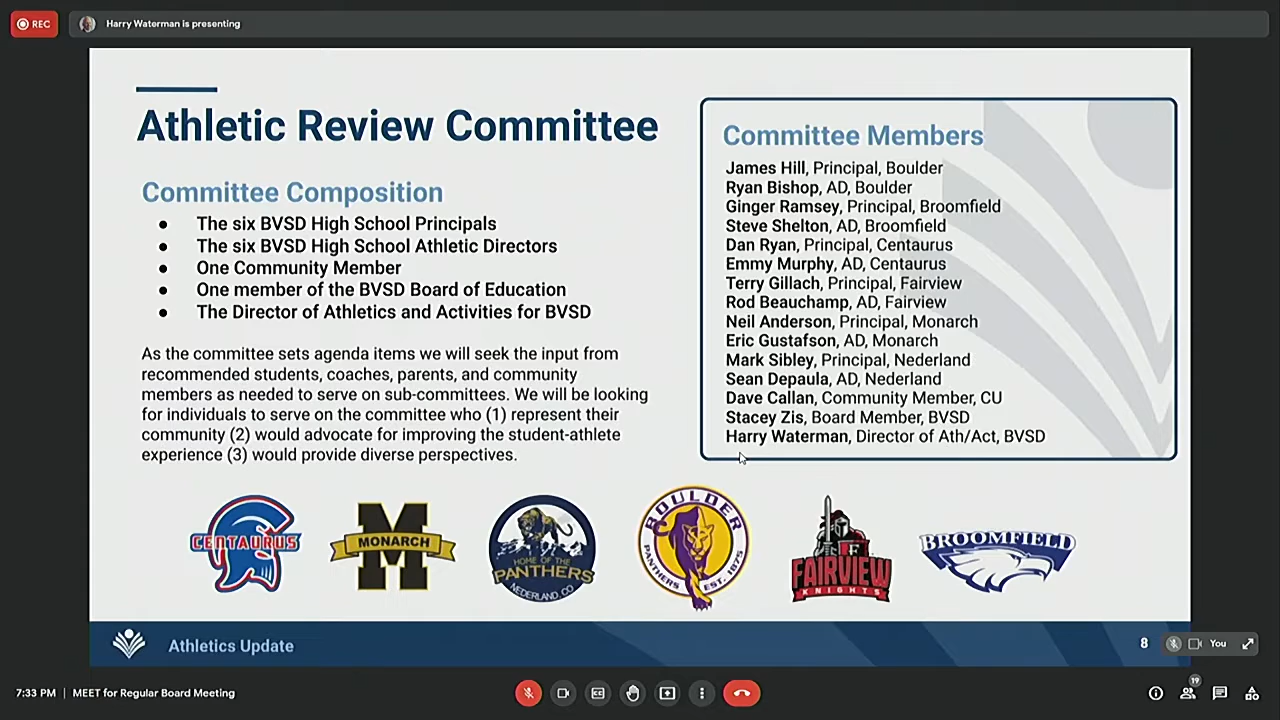 REC
Harry Waterman is presenting
Athletic Review Committee
Committee Composition
● The six BVSD High School Principals
● The six BVSD High School Athletic Directors
● One Community Member
● One member of the BVSD Board of Education
● The Director of Athletics and Activities for BVSD
As the committee sets agenda items we will seek the input from
recommended students, coaches, parents, and community
members as needed to serve on sub-committees. We will be looking
for individuals to serve on the committee who (1) represent their
community (2) would advocate for improving the student-athlete
experience (3) would provide diverse perspectives.
Committee Members
James Hill, Principal, Boulder
Ryan Bishop, AD, Boulder
Ginger Ramsey, Principal, Broomfield
Steve Shelton, AD, Broomfield
Dan Ryan, Principal, Centaurus
Emmy Murphy, AD, Centaurus
Terry Gillach, Principal, Fairview
Rod Beauchamp, AD, Fairview
Neil Anderson, Principal, Monarch
Eric Gustafson, AD, Monarch
Mark Sibley, Principal, Nederland
Sean Depaula, AD, Nederland
Dave Callan, Community Member, CU
Stacey Zis, Board Member, BVSD
Harry Waterman, Director of Ath/Act, BVSD
CENTAURUS
M
MONARCH
HOME OF THE
PANTHERS
NEDERLAND CO
BOULDER
PANTHERS EST. 1875
F
FAIRVIEW
KNIGHTS
BROOMFIELD
Athletics Update
8
You
7:33 PM | MEET for Regular Board Meeting
19